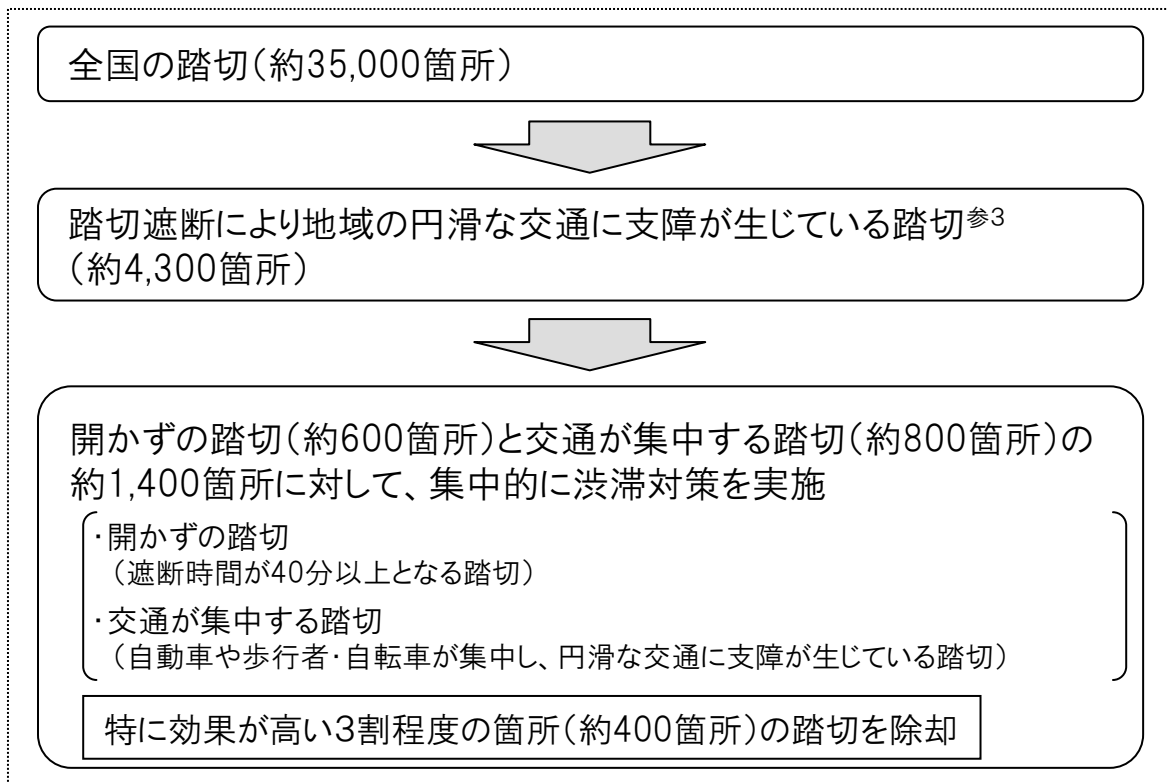 全国の踏切(約35,000箇所)
踏切遮断により地域の円滑な交通に支障が生じている踏切参3
(約4,300箇所)
開かずの踏切(約600箇所)と交通が集中する踏切(約800箇所)の
約1,400箇所に対して、集中的に渋滞対策を実施
・開かずの踏切
(遮断時間が40分以上となる踏切)
・交通が集中する踏切
(自動車や歩行者・自転車が集中し、円滑な交通に支障が生じている踏切)
特に効果が高い3割程度の箇所(約400箇所)の踏切を除却